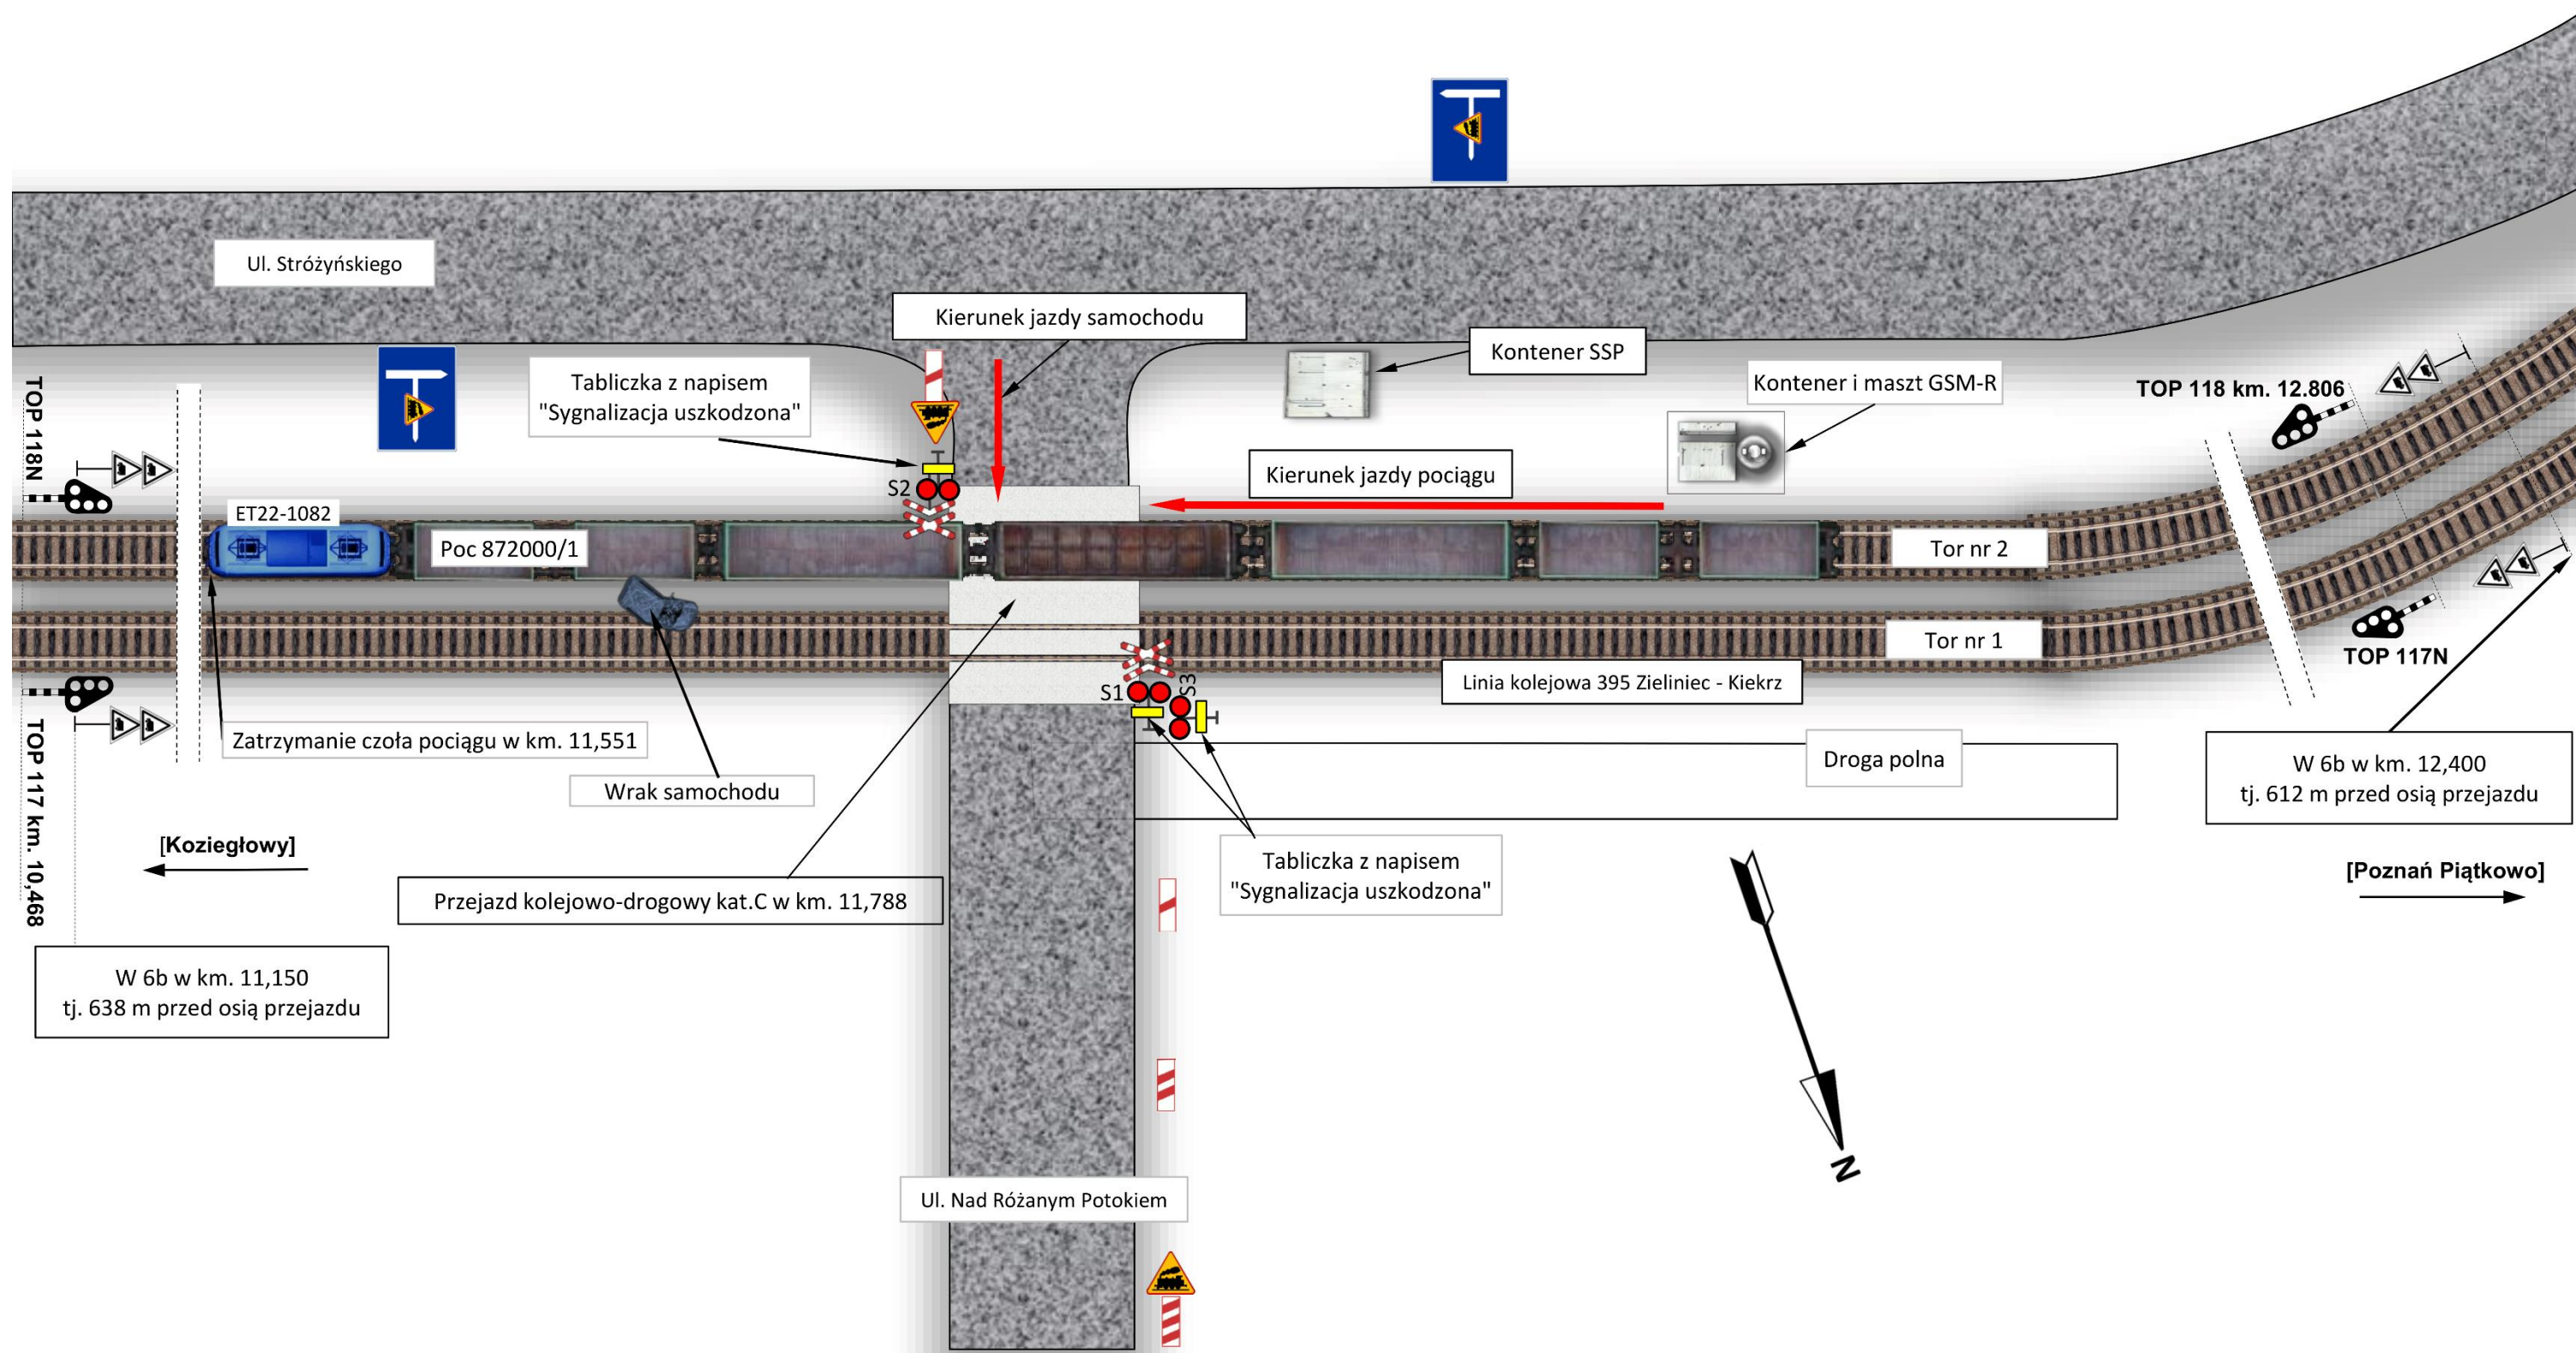 Ul. Stróżyńskiego
Kierunek jazdy samochodu
Kontener SSP
Tabliczka z napisem
"Sygnalizacja uszkodzona"
Kontener i maszt GSM-R
TOP 118 km. 12.806
TOP 118N
Kierunek jazdy pociągu
S2
ET22-1082
Poc 872000/1
Tor nr 2
Tor nr 1
TOP 117N
Linia kolejowa 395 Zieliniec - Kiekrz
S1
S3
Zatrzymanie czoła pociągu w km. 11,551
TOP 117 km. 10,468
Wrak samochodu
Droga polna
W 6b w km. 12,400
tj. 612 m przed osią przejazdu
[Koziegłowy]
Tabliczka z napisem
"Sygnalizacja uszkodzona"
[Poznań Piątkowo]
Przejazd kolejowo-drogowy kat.C w km. 11,788
W 6b w km. 11,150
tj. 638 m przed osią przejazdu
N
Ul. Nad Różanym Potokiem